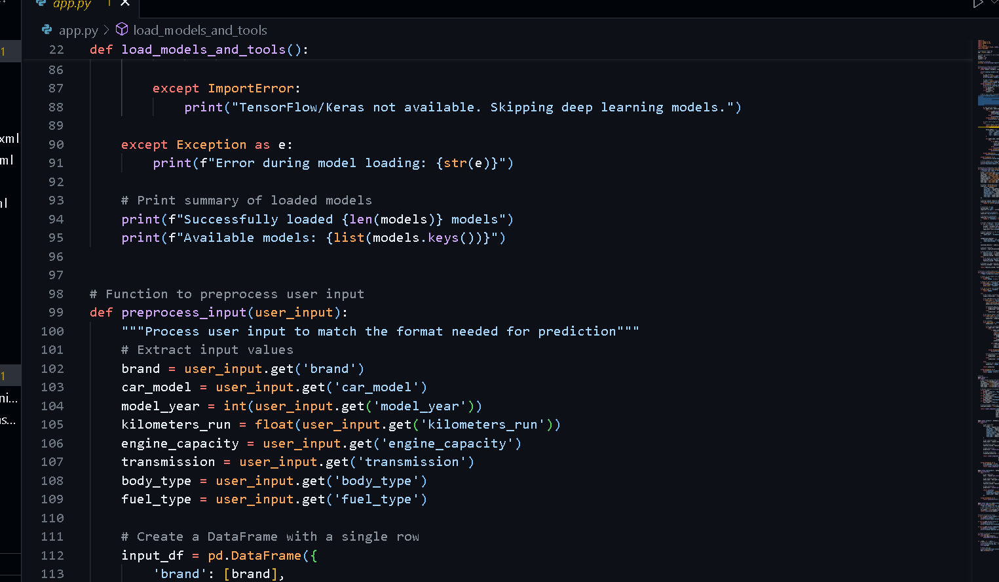 app.py 1
app.py > load_models_and_tools
22 def load_models_and_tools():
86
87 except ImportError:
88 print("TensorFlow/Keras not available. Skipping deep learning models.")
89
90 except Exception as e:
91 print(f"Error during model loading: {str(e)}")
92
93 # Print summary of loaded models
94 print(f"Successfully loaded {len(models)} models")
95 print(f"Available models: {list(models.keys())}")
96
97
98 # Function to preprocess user input
99 def preprocess_input(user_input):
100 """Process user input to match the format needed for prediction"""
101 # Extract input values
102 brand = user_input.get('brand')
103 car_model = user_input.get('car_model')
104 model_year = int(user_input.get('model_year'))
105 kilometers_run = float(user_input.get('kilometers_run'))
106 engine_capacity = user_input.get('engine_capacity')
107 transmission = user_input.get('transmission')
108 body_type = user_input.get('body_type')
109 fuel_type = user_input.get('fuel_type')
110
111 # Create a DataFrame with a single row
112 input_df = pd.DataFrame({
113 'brand': [brand],
1
xml
ml
1
ni...
s...